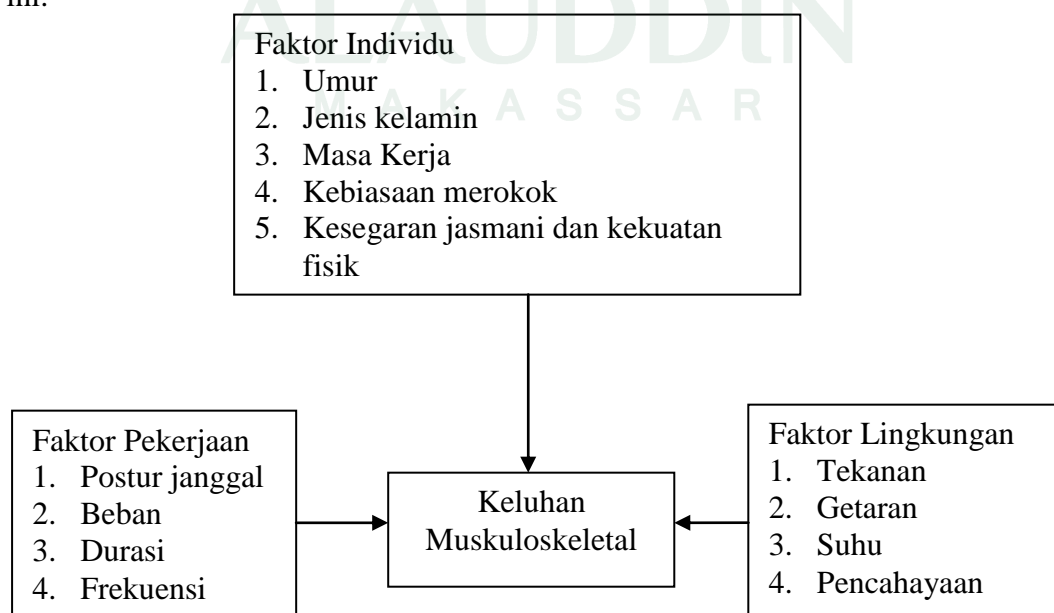 ini.
ALAUDDIN
MAKASSAR
Faktor Individu
1. Umur
2. Jenis kelamin
3. Masa Kerja
4. Kebiasaan merokok
5. Kesegaran jasmani dan kekuatan
fisik
Faktor Pekerjaan
1. Postur janggal
2. Beban
3. Durasi
4. Frekuensi
Keluhan
Muskuloskeletal
Faktor Lingkungan
1. Tekanan
2. Getaran
3. Suhu
4. Pencahayaan